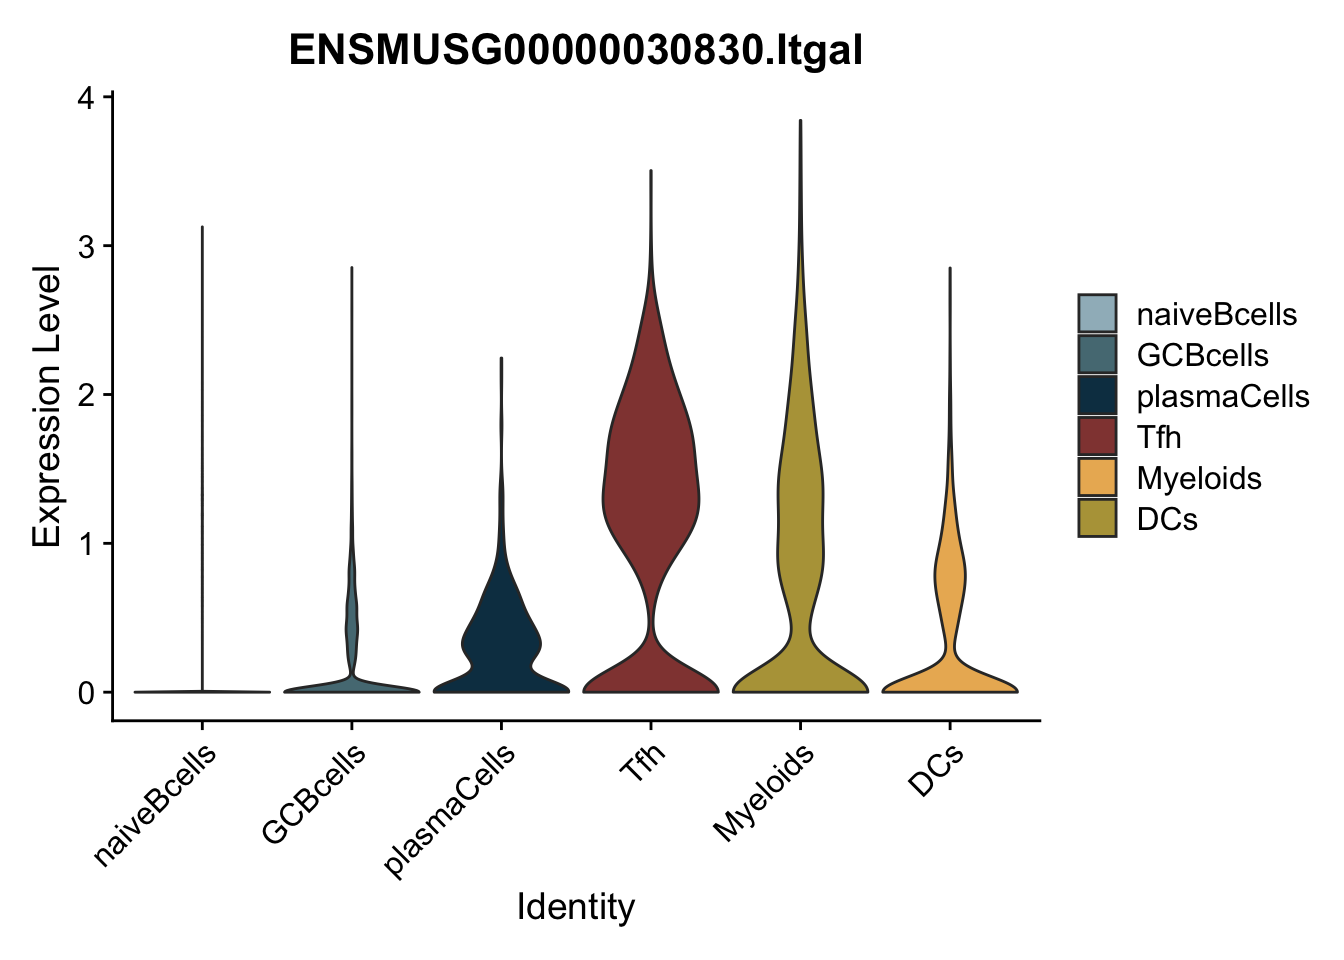 ENSMUSG00000030830.Itgal
Expression Level
4
3
2
1
0
naiveBcells
GCBcells
plasmaCells
Tfh
Myeloids
DCs
Identity
naiveBcells
GCBcells
plasmaCells
Tfh
Myeloids
DCs